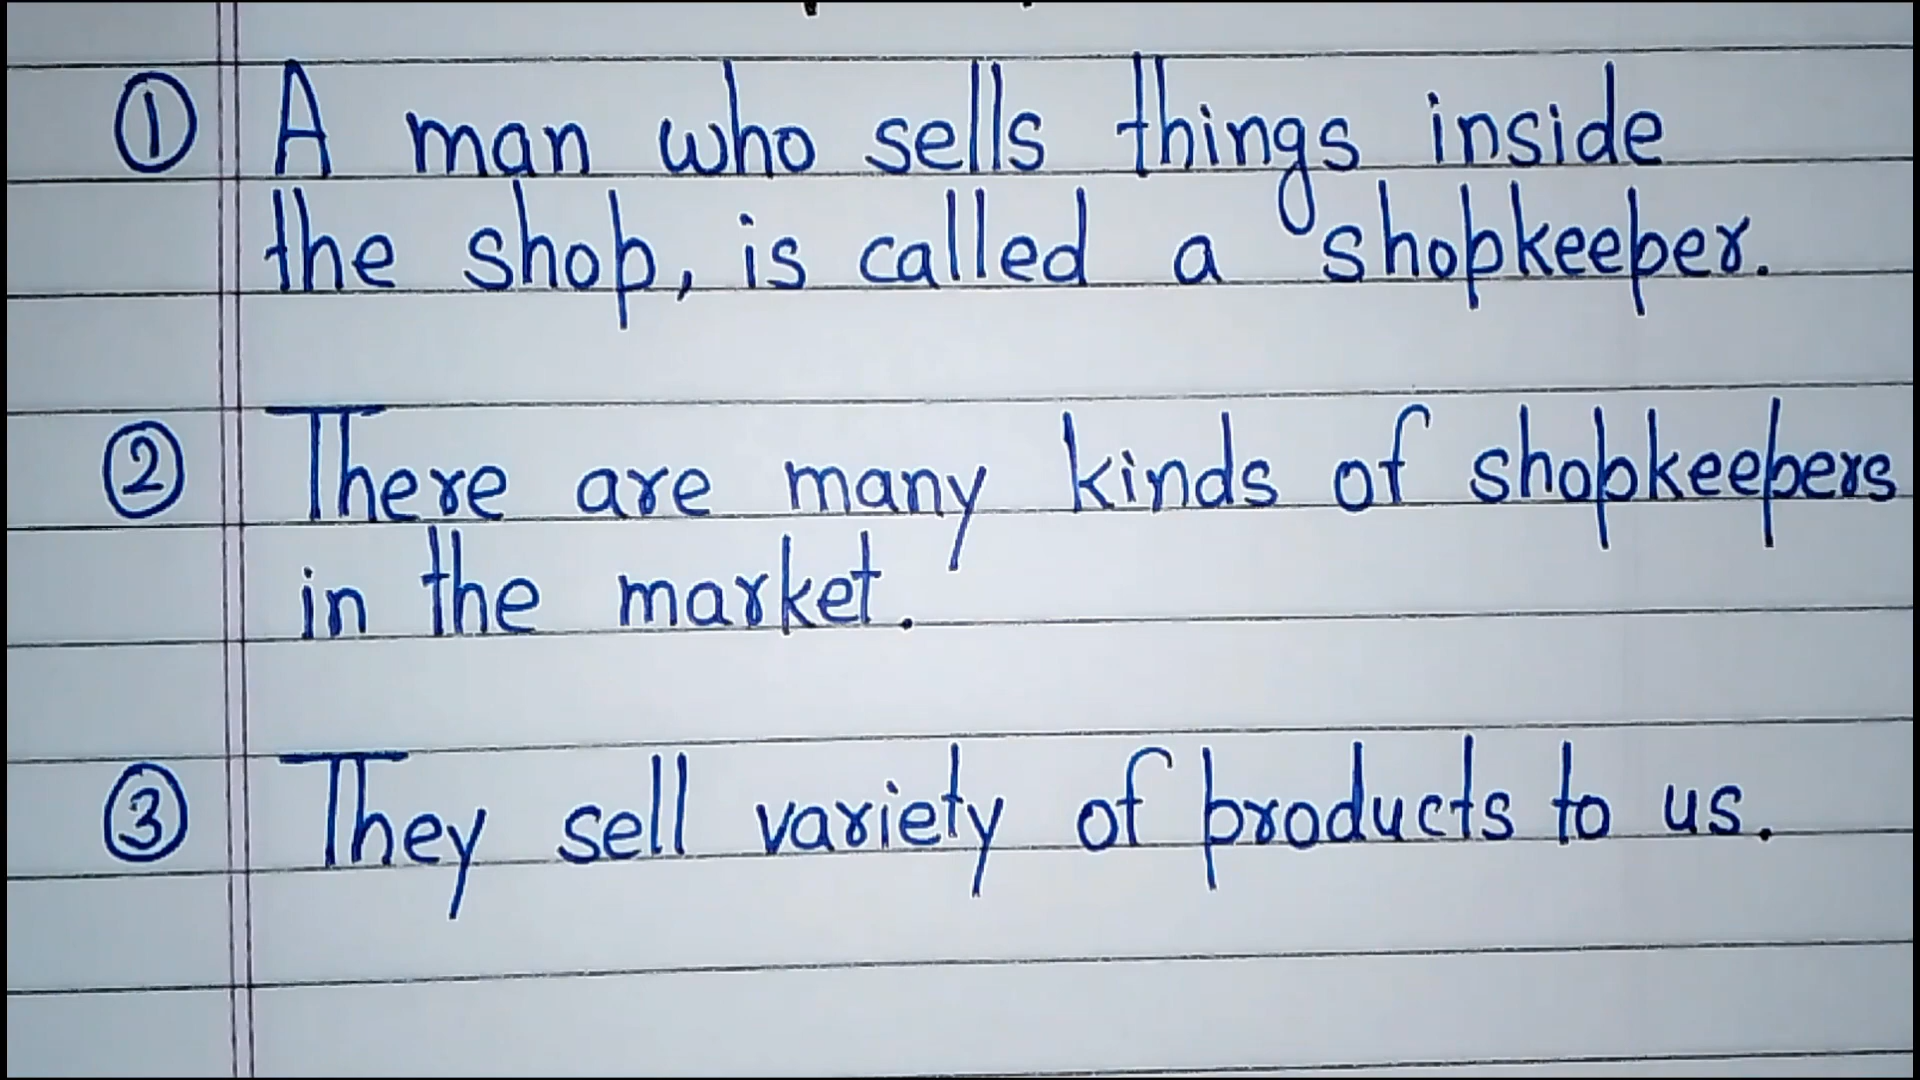 ① A man who sells things inside
the shop, is called a shopkeeper.
② There are many kinds of shopkeepers
in the market.
③ They sell variety of products to us.